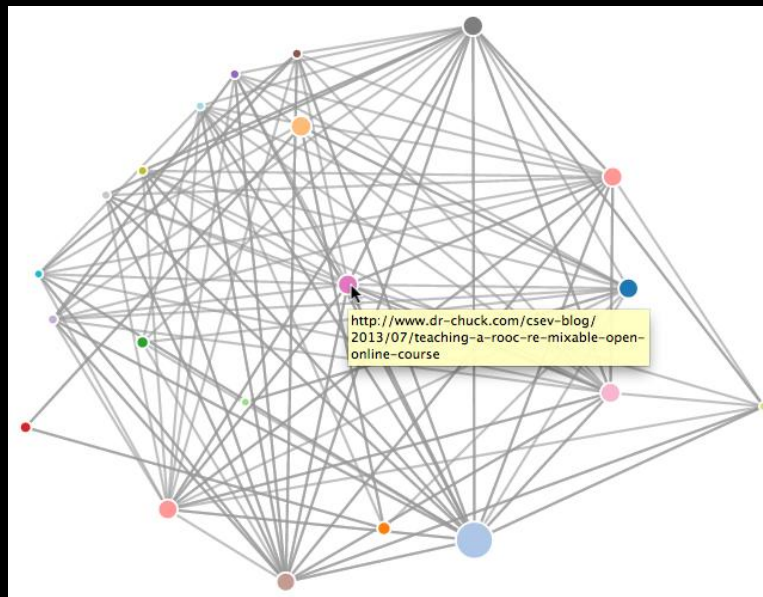 http://www.dr-chuck.com/csev-blog/
2013/07/teaching-a-rooc-re-mixable-open-
online-course